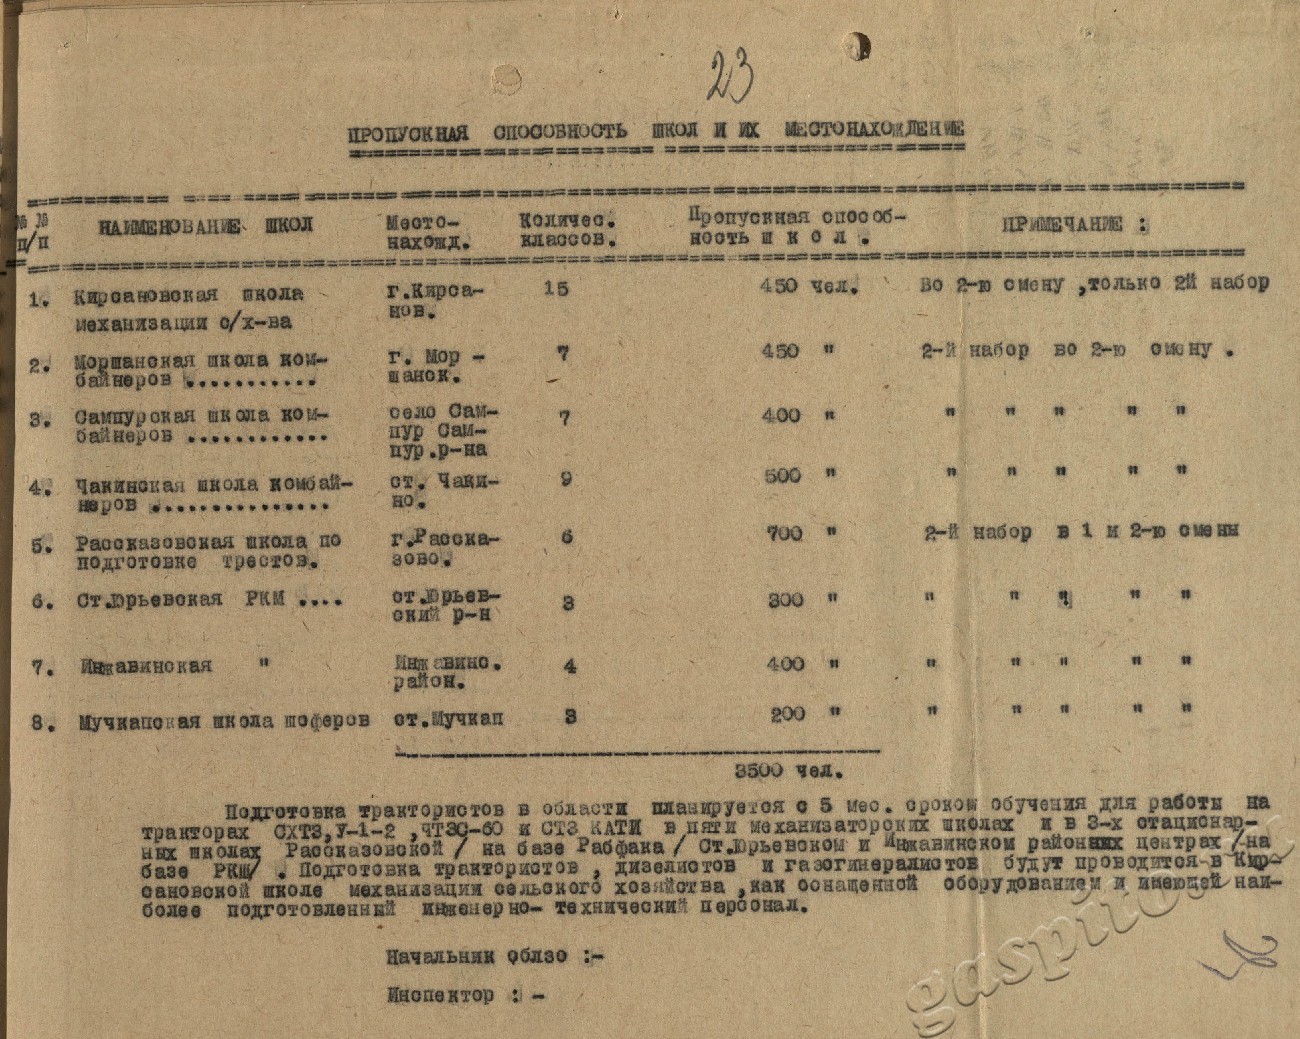 23
ПРОПУСКНАЯ СПОСОБНОСТЬ ШКОЛ И ИХ МЕСТОНАХОЖДЕНИЕ
№ № п/п НАИМЕНОВАНИЕ ШКОЛ Место- нахожд. Количес. классов. Пропускная способ- ность ш к о л . ПРИМЕЧАНИЕ :
1. Кирсановская школа г.Кирса- 15 450 чел. Во 2-ю смену ,только 2й набор
механизации с/х-ва нов.
2. Моршанская школа ком- г. Мор - 7 450 " 2-й набор во 2-ю смену .
байнеров ........... шанск.
3. Сампурская школа ком- село Сам- 7 400 " " " " " "
байнеров ............ пур Сам-
пур.р-на
4. Чакинская школа комбай- ст. Чаки- 9 500 " " " " " "
неров ............... но.
5. Рассказовская школа по г.Расска- 6 700 " 2-й набор в 1 и 2-ю смены
подготовке трестов. зово.
6. Ст.Юрьевская РКМ .... ст.Юрьев- 3 300 " " " " " "
ский р-н
7. Инжавинская " Инжавинс. 4 400 " " " " " "
район.
8. Мучкапская школа шоферов ст.Мучкап 3 200 " " " " " "
3500 чел.
Подготовка трактористов в области планируется с 5 мес. сроком обучения для работы на
тракторах СХТЗ,У-1-2 ,ЧТЗС-60 и СТЗ КАТИ в пяти механизаторских школах и в 3-х стационар-
ных школах Рассказовской / на базе Рабфака / Ст.Юрьевском и Инжавинском районных центрах /на
базе РКШ/ . Подготовка трактористов , дизелистов и газогинералистов будут проводится в Кир-
сановской школе механизации сельского хозяйства ,как оснащенной оборудованием и имеющей наи-
более подготовленный инженерно- технический персонал.
Начальник облзо :-
Инспектор : -
gaspito.ru